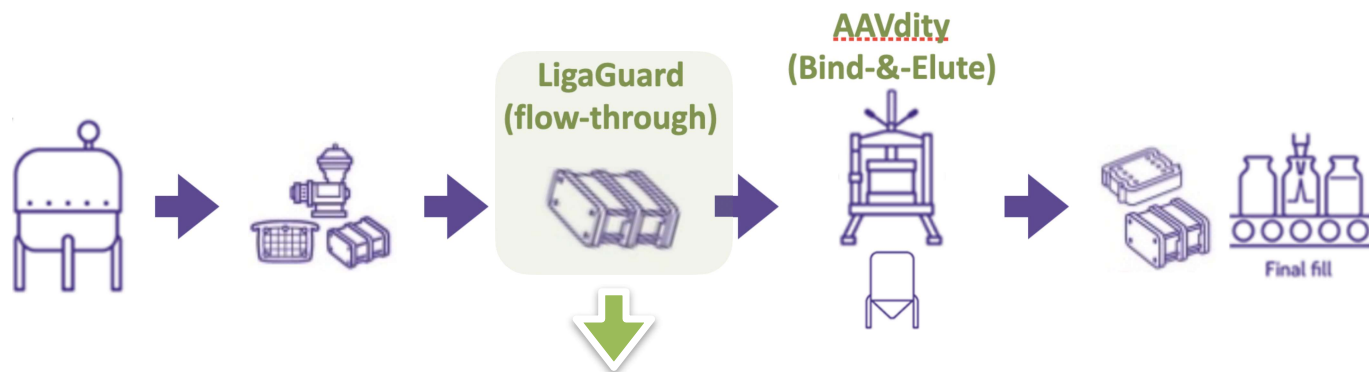 LigaGuard
(flow-through)
AAVdity
(Bind-&-Elute)
Final fill